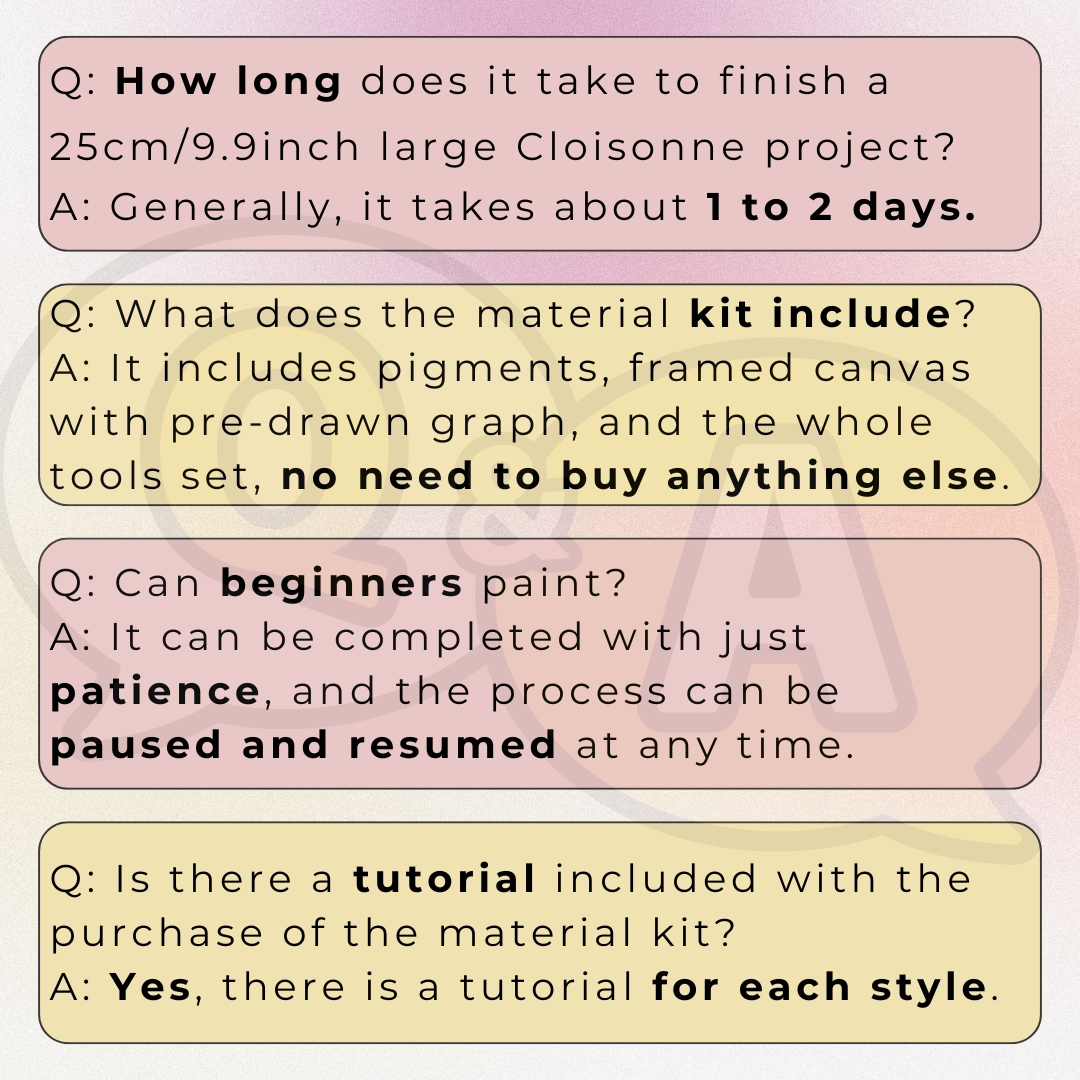 Q: How long does it take to finish a
25cm/9.9inch large Cloisonne project?
A: Generally, it takes about 1 to 2 days.
Q: What does the material kit include?
A: It includes pigments, framed canvas
with pre-drawn graph, and the whole
tools set, no need to buy anything else.
Q: Can beginners paint?
A: It can be completed with just
patience, and the process can be
paused and resumed at any time.
Q: Is there a tutorial included with the
purchase of the material kit?
A: Yes, there is a tutorial for each style.
Q & A